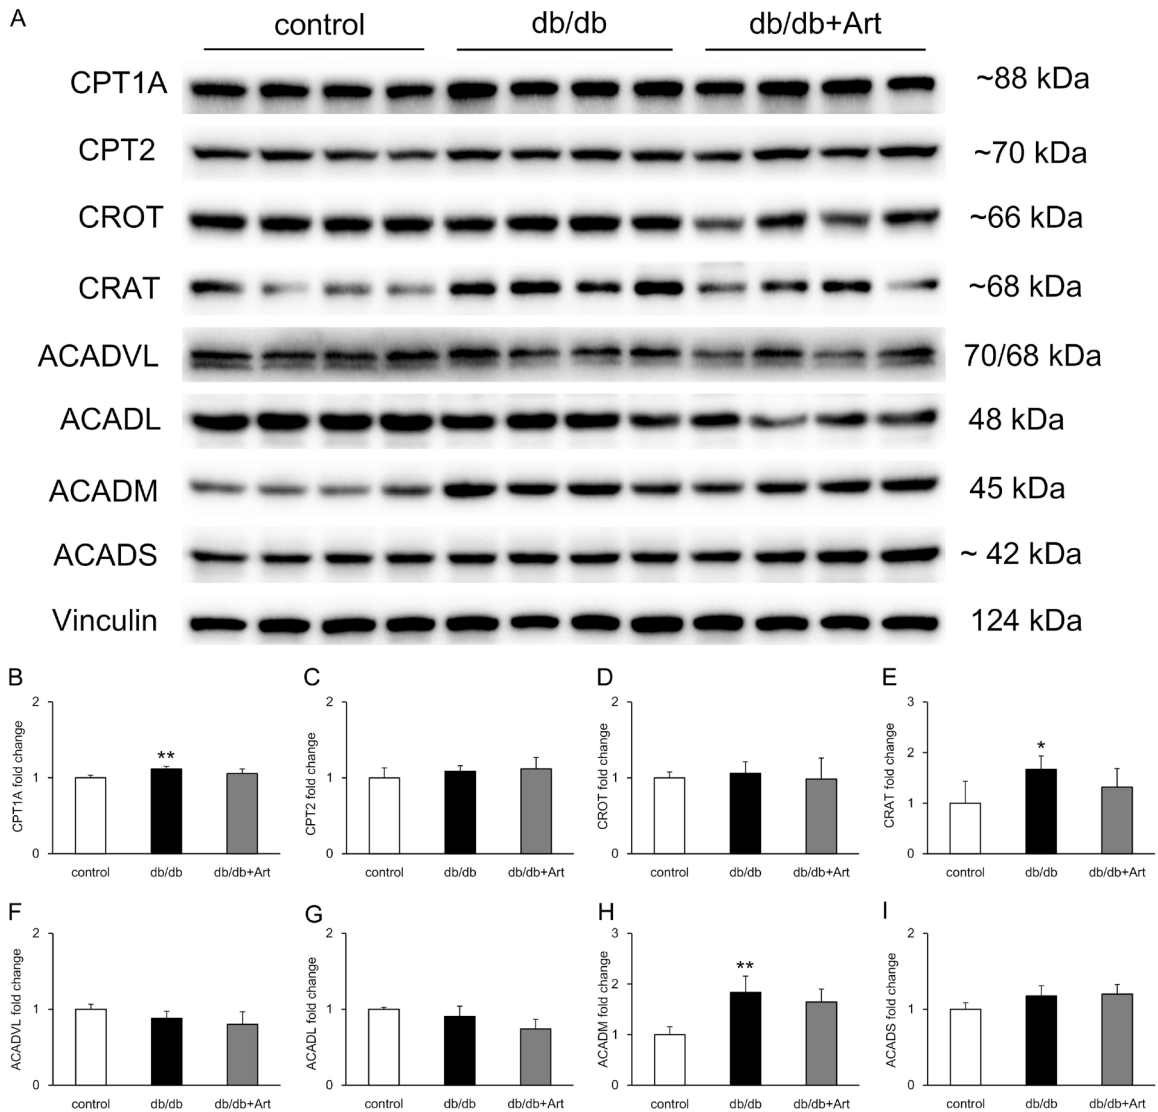 A
control db/db db/db+Art
CPT1A ~88 kDa
CPT2 ~70 kDa
CROT ~66 kDa
CRAT ~68 kDa
ACADVL 70/68 kDa
ACADL 48 kDa
ACADM 45 kDa
ACADS ~ 42 kDa
Vinculin 124 kDa
B
CPT1A fold change
2
1
0
**
control db/db db/db+Art
C
CPT2 fold change
2
1
0
control db/db db/db+Art
D
CROT fold change
2
1
0
control db/db db/db+Art
E
CRAT fold change
3
2
1
0
*
control db/db db/db+Art
F
ACADVL fold change
2
1
0
control db/db db/db+Art
G
ACADL fold change
2
1
0
control db/db db/db+Art
H
ACADM fold change
3
2
1
0
**
control db/db db/db+Art
I
ACADS fold change
2
1
0
control db/db db/db+Art